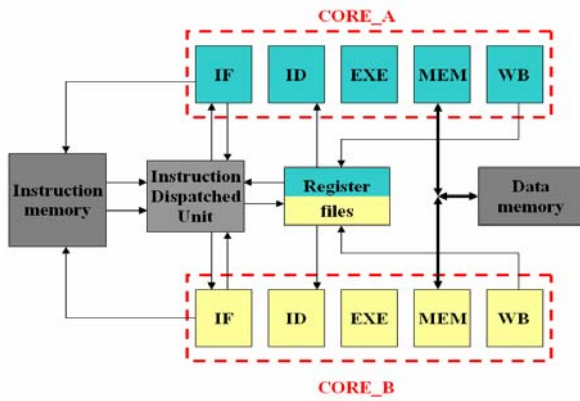 CORE_A
IF
ID
EXE
MEM
WB
Instruction
memory
Instruction
Dispatched
Unit
Register
files
Data
memory
IF
ID
EXE
MEM
WB
CORE_B